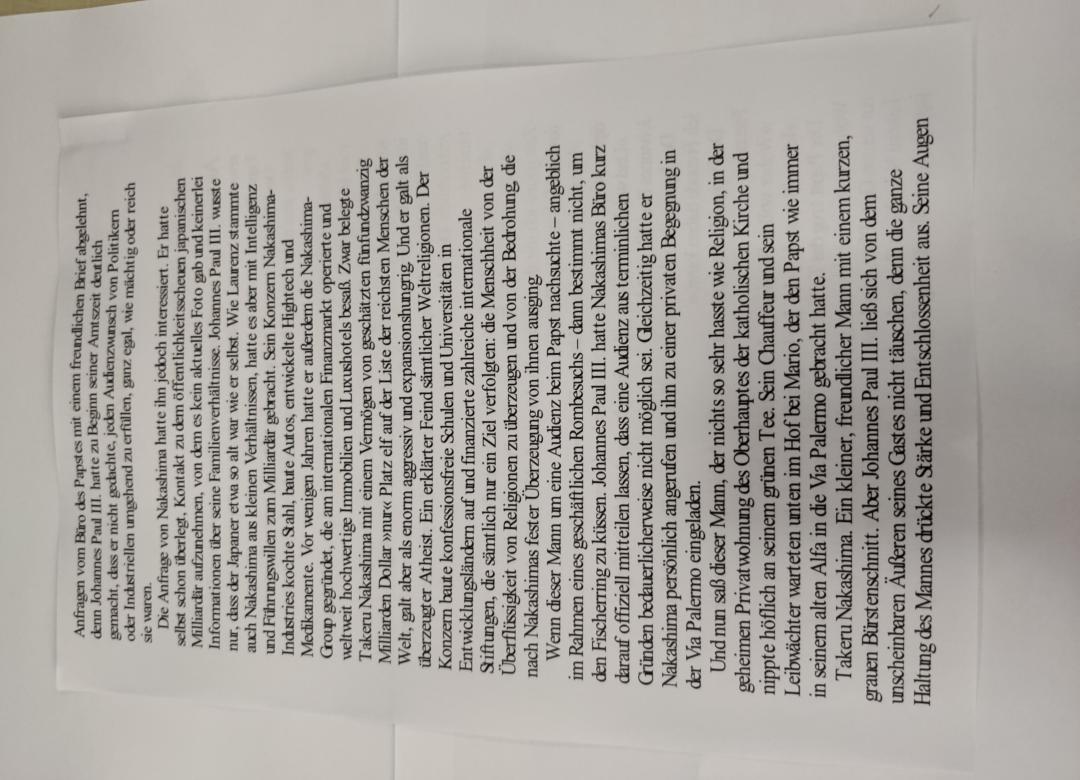 Anfragen vom Büro des Papstes mit einem freundlichen Brief abgelehnt,
denn Johannes Paul III. hatte zu Beginn seiner Amtszeit deutlich
gemacht, dass er nicht gedachte, jeden Audienzwunsch von Politikern
oder Industriellen umgehend zu erfüllen, ganz egal, wie mächtig oder reich
sie waren.
Die Anfrage von Nakashima hatte ihn jedoch interessiert. Er hatte
selbst schon überlegt, Kontakt zu dem öffentlichkeitsscheuen japanischen
Milliardär aufzunehmen, von dem es kein aktuelles Foto gab und keinerlei
Informationen über seine Familienverhältnisse. Johannes Paul III. wusste
nur, dass der Japaner etwa so alt war wie er selbst. Wie Laurenz stammte
auch Nakashima aus kleinen Verhältnissen, hatte es aber mit Intelligenz
und Führungswillen zum Milliardär gebracht. Sein Konzern Nakashima-
Industries kochte Stahl, baute Autos, entwickelte Hightech und
Medikamente. Vor wenigen Jahren hatte er außerdem die Nakashima-
Group gegründet, die am internationalen Finanzmarkt operierte und
weltweit hochwertige Immobilien und Luxushotels besaß. Zwar belegte
Takeru Nakashima mit einem Vermögen von geschätzten fünfundzwanzig
Milliarden Dollar »nur« Platz elf auf der Liste der reichsten Menschen der
Welt, galt aber als enorm aggressiv und expansionshungrig. Und er galt als
überzeugter Atheist. Ein erklärter Feind sämtlicher Weltreligionen. Der
Konzern baute konfessionsfreie Schulen und Universitäten in
Entwicklungsländern auf und finanzierte zahlreiche internationale
Stiftungen, die sämtlich nur ein Ziel verfolgten: die Menschheit von der
Überflüssigkeit von Religionen zu überzeugen und von der Bedrohung, die
nach Nakashimas fester Überzeugung von ihnen ausging.
Wenn dieser Mann um eine Audienz beim Papst nachsuchte – angeblich
im Rahmen eines geschäftlichen Rombesuchs – dann bestimmt nicht, um
den Fischerring zu küssen. Johannes Paul III. hatte Nakashimas Büro kurz
darauf offiziell mitteilen lassen, dass eine Audienz aus terminlichen
Gründen bedauerlicherweise nicht möglich sei. Gleichzeitig hatte er
Nakashima persönlich angerufen und ihn zu einer privaten Begegnung in
der Via Palermo eingeladen.
Und nun saß dieser Mann, der nichts so sehr hasste wie Religion, in der
geheimen Privatwohnung des Oberhauptes der katholischen Kirche und
nippte höflich an seinem grünen Tee. Sein Chauffeur und sein
Leibwächter warteten unten im Hof bei Mario, der den Papst wie immer
in seinem alten Alfa in die Via Palermo gebracht hatte.
Takeru Nakashima. Ein kleiner, freundlicher Mann mit einem kurzen,
grauen Bürstenschnitt. Aber Johannes Paul III. ließ sich von dem
unscheinbaren Äußeren seines Gastes nicht täuschen, denn die ganze
Haltung des Mannes drückte Stärke und Entschlossenheit aus. Seine Augen